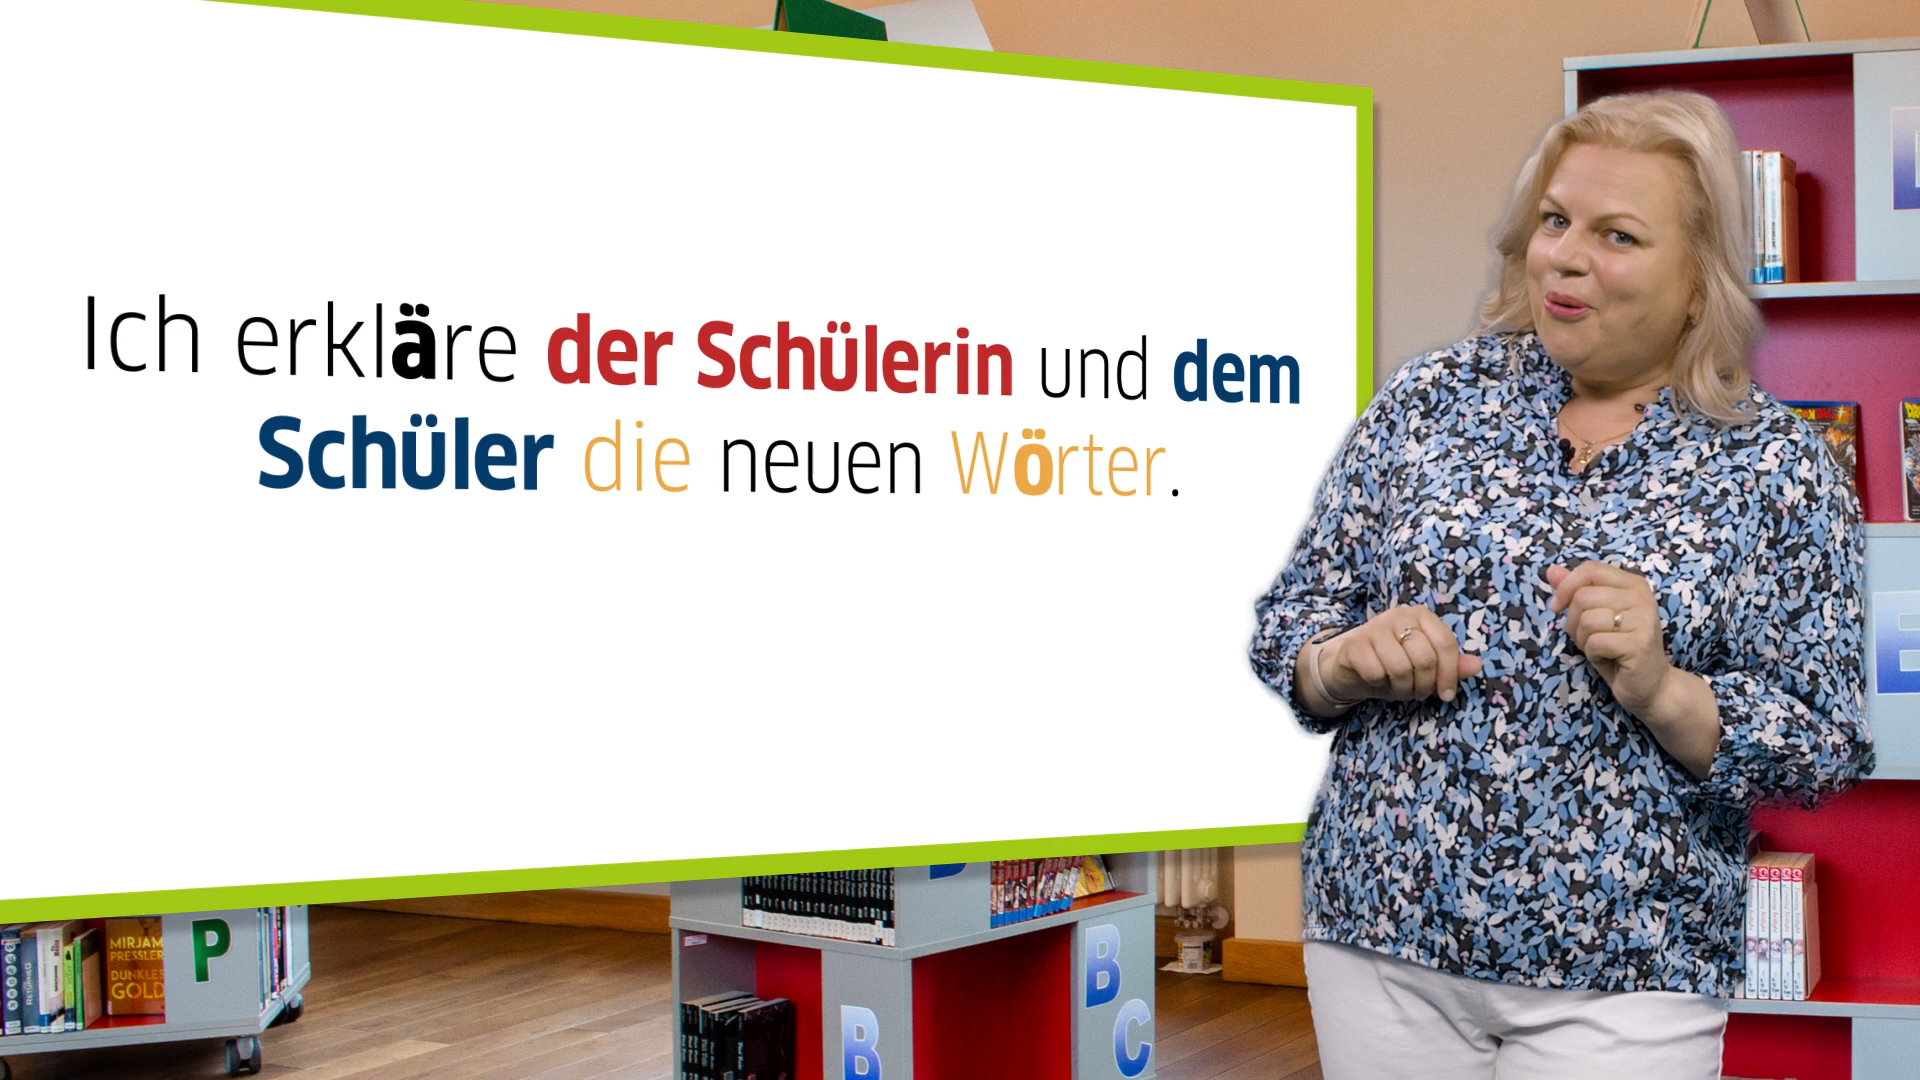 Ich erkläre der Schülerin und dem
Schüler die neuen Wörter.
MIRJAM
PRESSLER
DUNKLES
GOLD
P
B
B
C
E